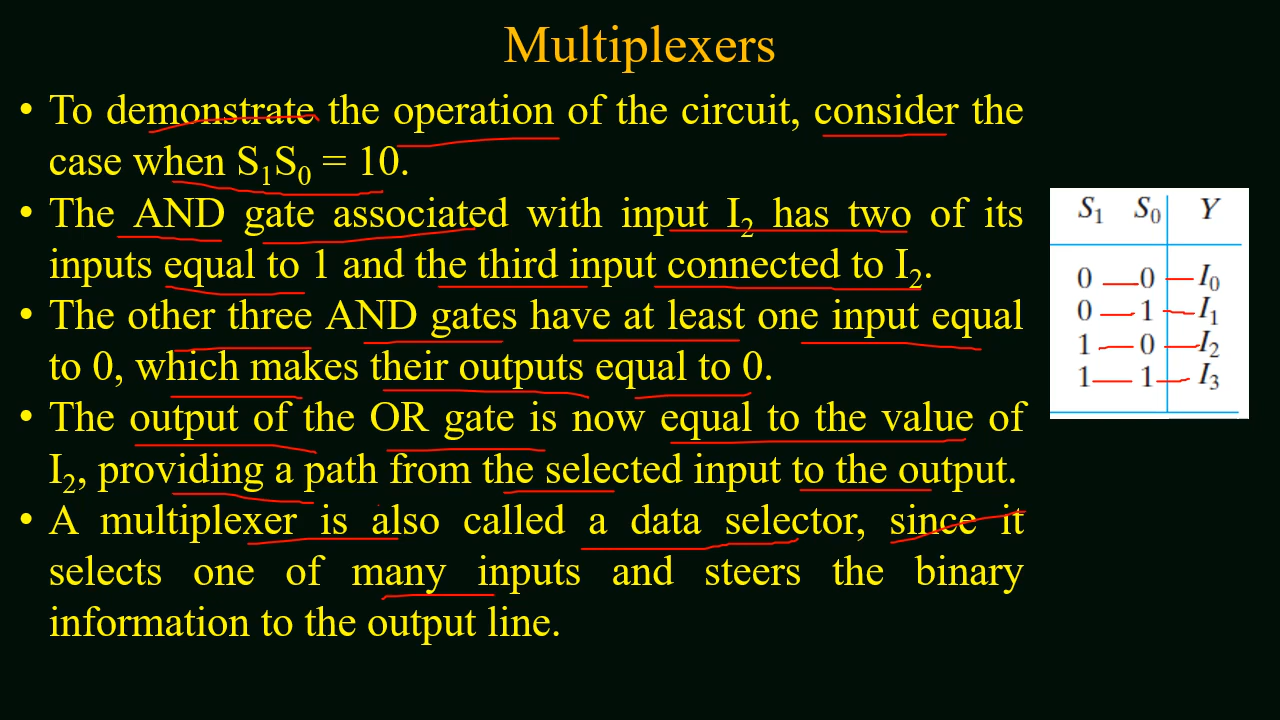 Multiplexers
• To demonstrate the operation of the circuit, consider the
case when S₁S₀ = 10.
• The AND gate associated with input I₂ has two of its
inputs equal to 1 and the third input connected to I₂.
• The other three AND gates have at least one input equal
to 0, which makes their outputs equal to 0.
• The output of the OR gate is now equal to the value of
I₂, providing a path from the selected input to the output.
• A multiplexer is also called a data selector, since it
selects one of many inputs and steers the binary
information to the output line.
S₁ S₀ Y
0 0 I₀
0 1 I₁
1 0 I₂
1 1 I₃